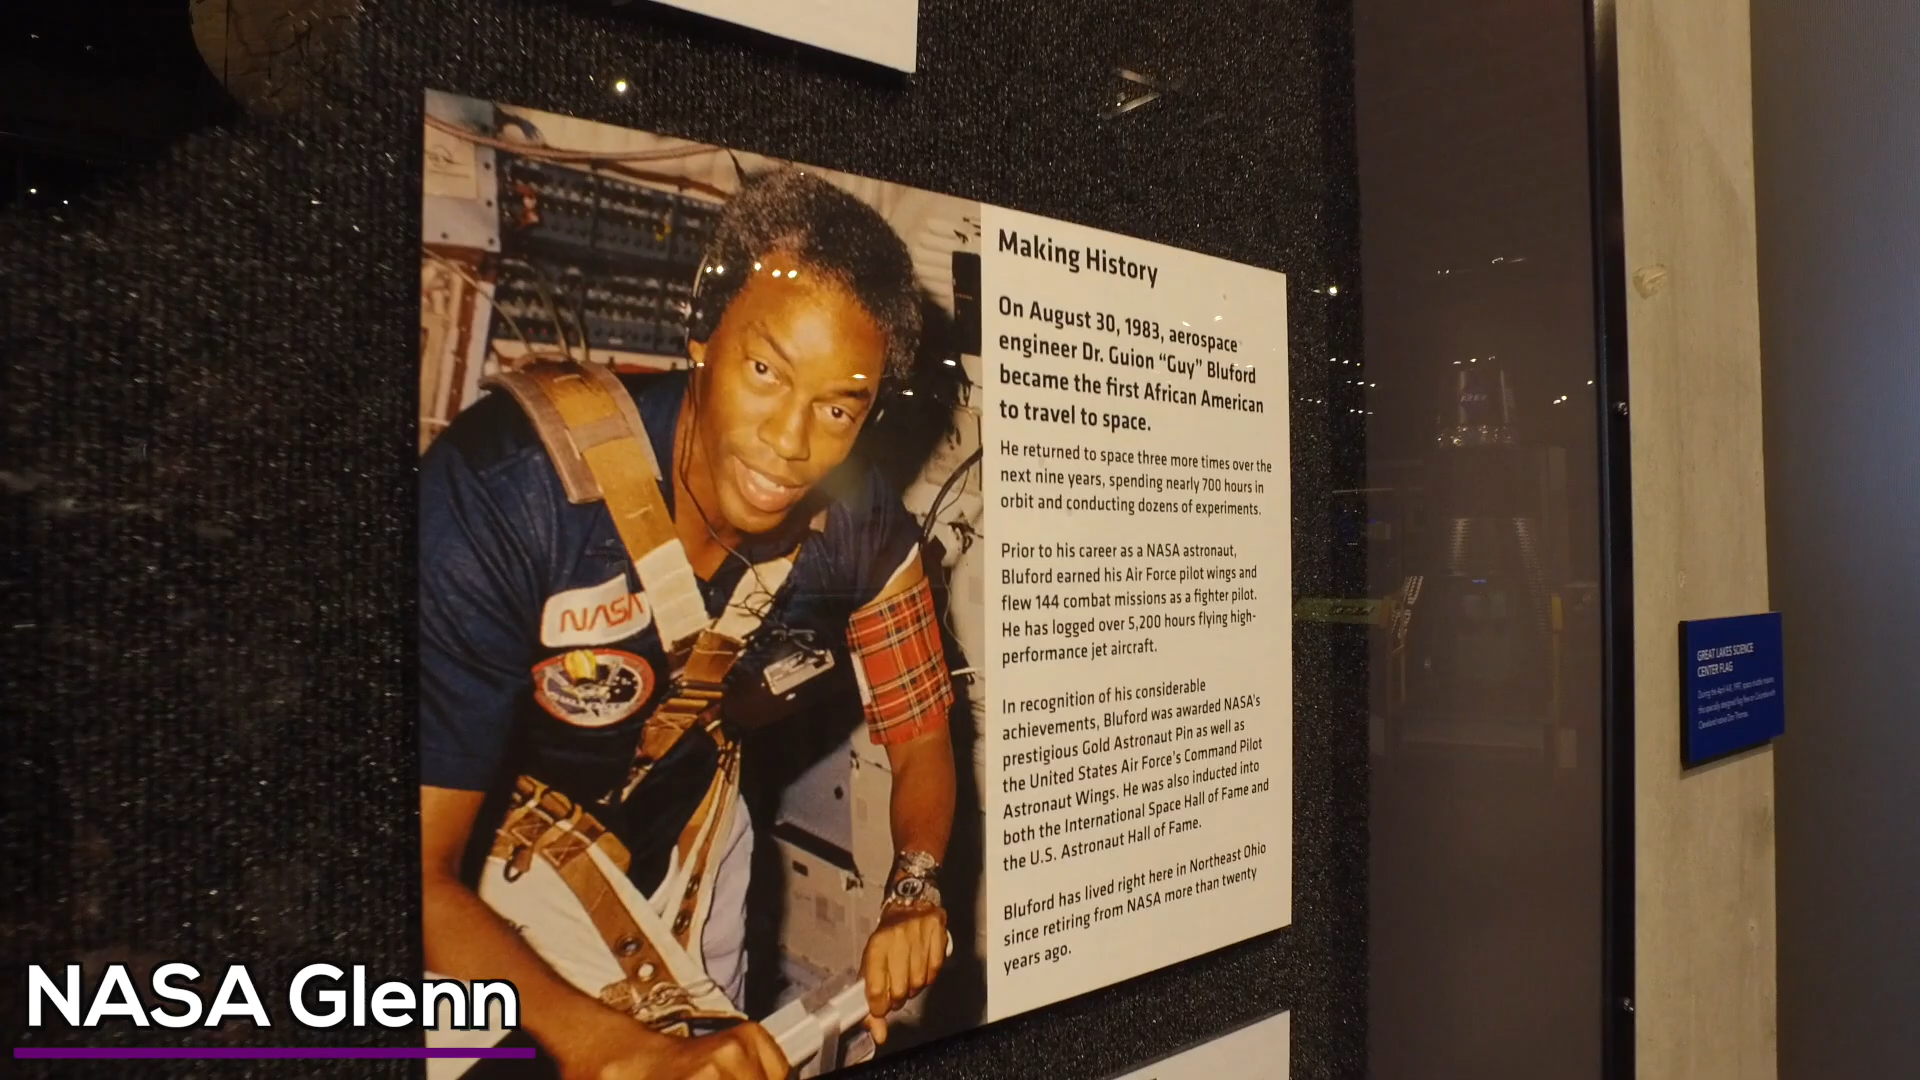 Making History
On August 30, 1983, aerospace
engineer Dr. Guion “Guy” Bluford
became the first African American
to travel to space.
He returned to space three more times over the
next nine years, spending nearly 700 hours in
orbit and conducting dozens of experiments.
Prior to his career as a NASA astronaut,
Bluford earned his Air Force pilot wings and
flew 144 combat missions as a fighter pilot.
He has logged over 5,200 hours flying high-
performance jet aircraft.
In recognition of his considerable
achievements, Bluford was awarded NASA's
prestigious Gold Astronaut Pin as well as
the United States Air Force's Command Pilot
Astronaut Wings. He was also inducted into
both the International Space Hall of Fame and
the U.S. Astronaut Hall of Fame.
Bluford has lived right here in Northeast Ohio
since retiring from NASA more than twenty
years ago.
NASA
GREAT LAKES SCIENCE
CENTER FLAG
NASA Glenn